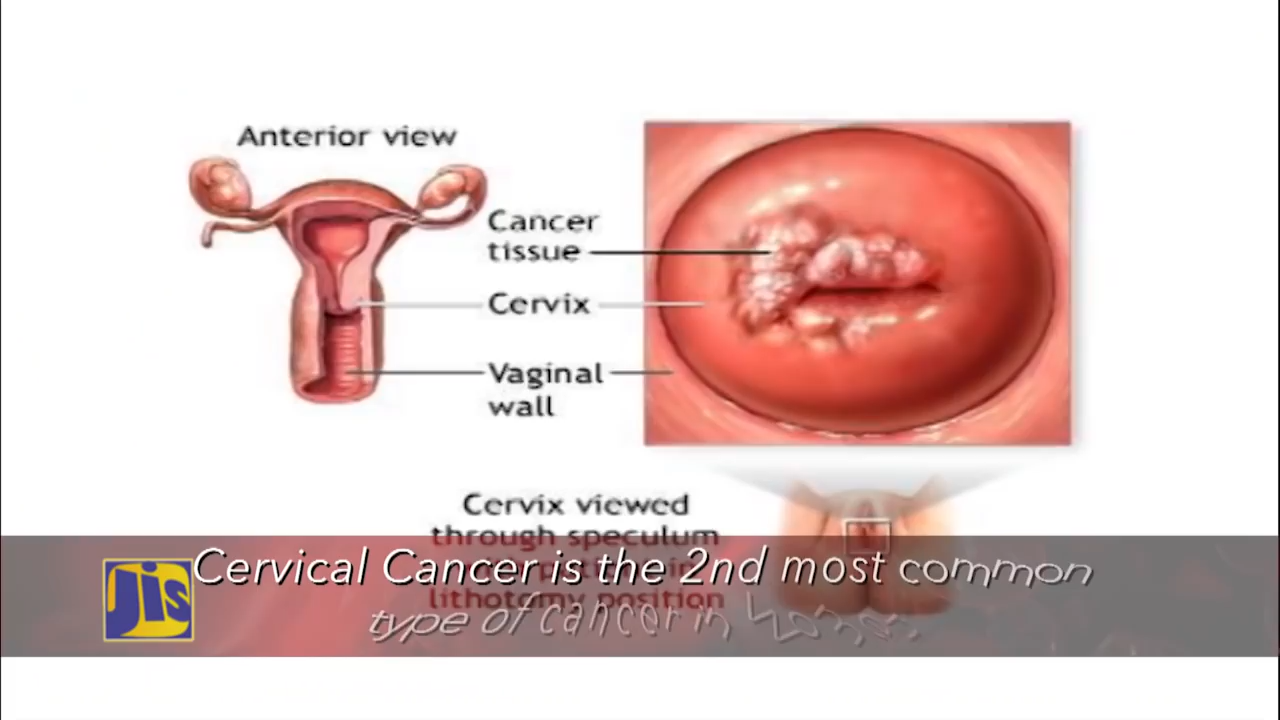 Anterior view
Cancer
tissue
Cervix
Vaginal
wall
Cervix viewed
through speculum
lithotomy position
Jis
Cervical Cancer is the 2nd most common
type of cancer in